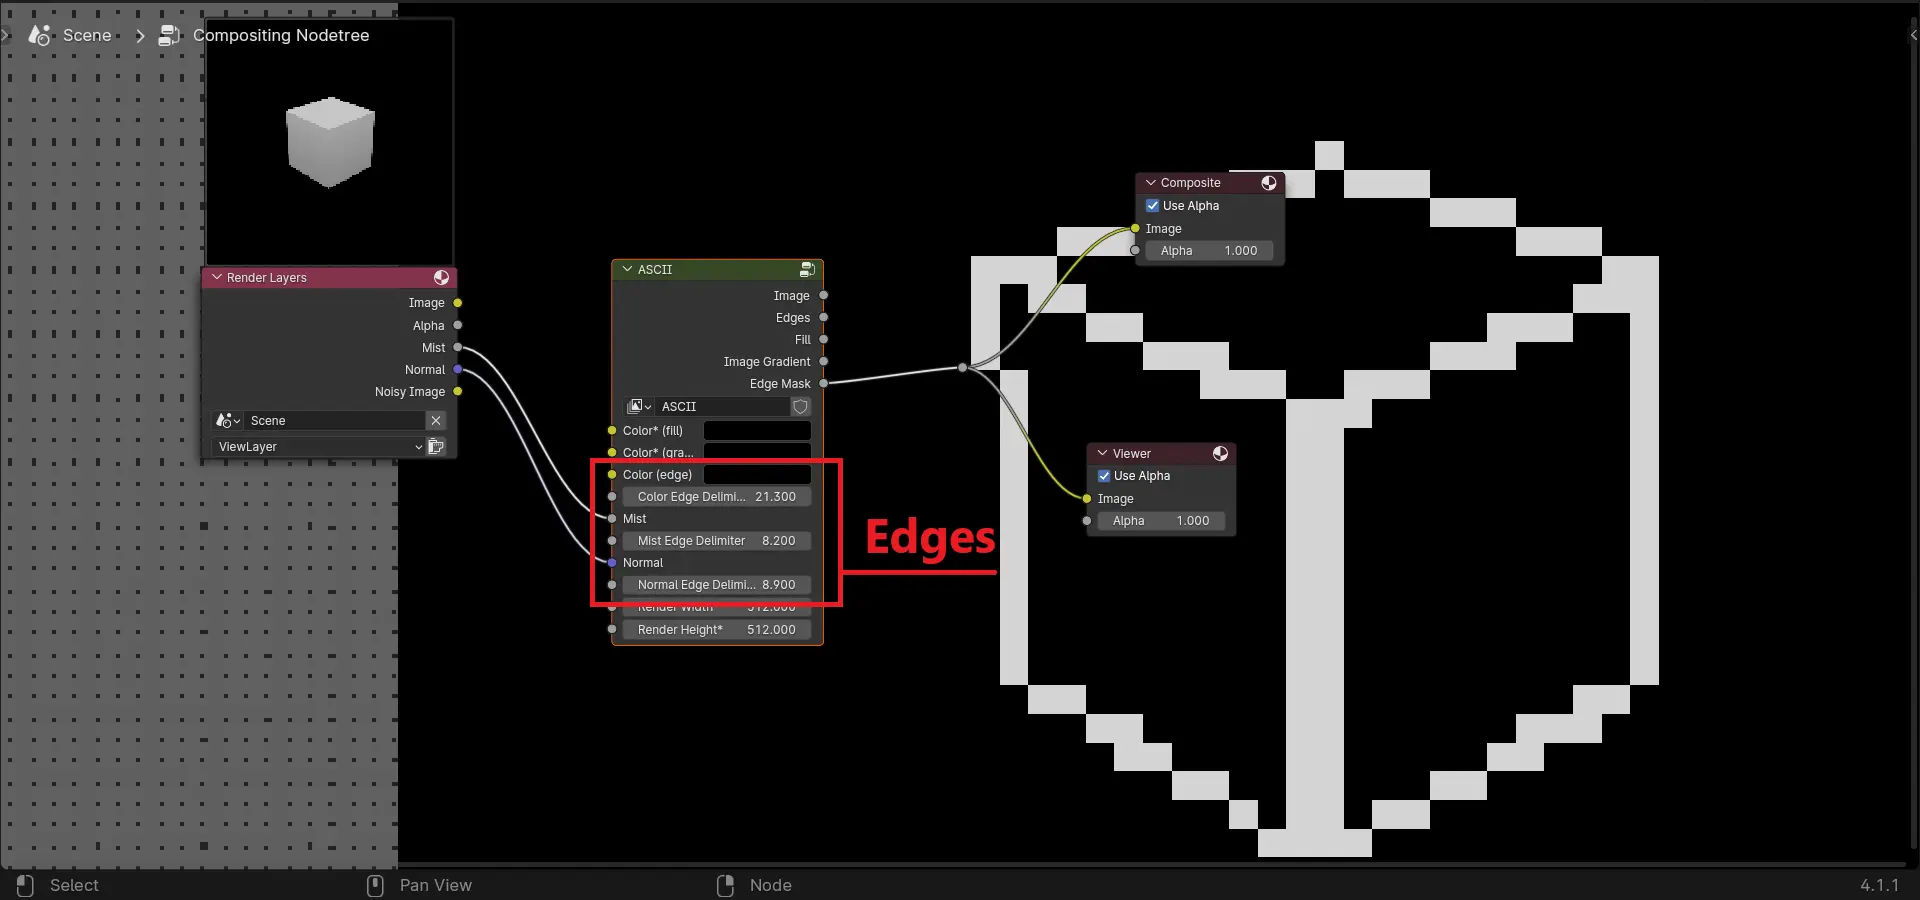 Scene > Compositing Nodetree
Render Layers
Image
Alpha
Mist
Normal
Noisy Image
Scene
ViewLayer
ASCII
Image
Edges
Fill
Image Gradient
Edge Mask
ASCII
Color* (fill)
Color* (gra...
Color (edge)
Color Edge Delimi... 21.300
Mist
Mist Edge Delimiter 8.200
Normal
Normal Edge Delimi... 8.900
Render Width* 512.000
Render Height* 512.000
Edges
Composite
Use Alpha
Image
Alpha 1.000
Viewer
Use Alpha
Image
Alpha 1.000
Select
Pan View
Node
4.1.1